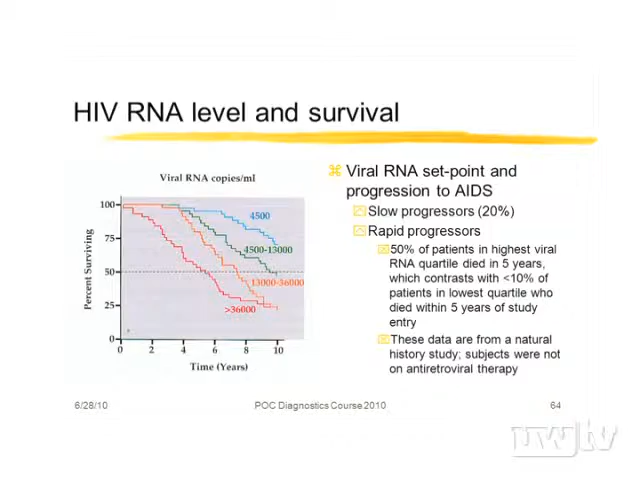 HIV RNA level and survival
Viral RNA copies/ml
100
75
50
25
0
Percent Surviving
4500
4500-13000
13000-36000
>36000
0 2 4 6 8 10
Time (Years)
Viral RNA set-point and
progression to AIDS
Slow progressors (20%)
Rapid progressors
50% of patients in highest viral
RNA quartile died in 5 years,
which contrasts with <10% of
patients in lowest quartile who
died within 5 years of study
entry
These data are from a natural
history study; subjects were not
on antiretroviral therapy
6/28/10
POC Diagnostics Course 2010
64
uwtv